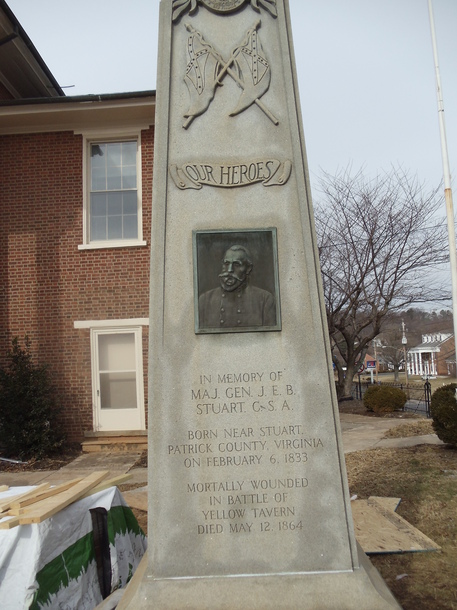 OUR HEROES
IN MEMORY OF
MAJ. GEN. J. E. B.
STUART. C. S. A.
BORN NEAR STUART,
PATRICK COUNTY, VIRGINIA
ON FEBRUARY 6, 1833
MORTALLY WOUNDED
IN BATTLE OF
YELLOW TAVERN
DIED MAY 12, 1864